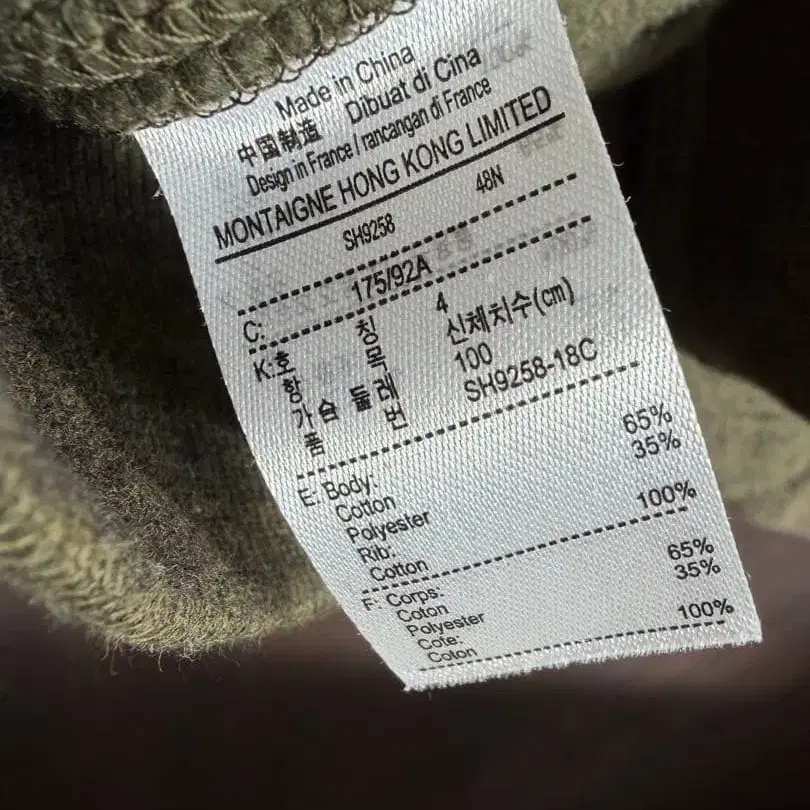 Made in China
中国制造 Dibuat di Cina
Design in France / rancangan di France
MONTAIGNE HONG KONG LIMITED
SH9258 48N
C: 175/92A
K: 호 칭 4
항 목 신체치수(cm)
가 슴 둘 레 100
품 번 SH9258-18C
E: Body:
Cotton 65%
Polyester 35%
Rib:
Cotton 100%
F: Corps:
Coton 65%
Polyester 35%
Cote:
Coton 100%